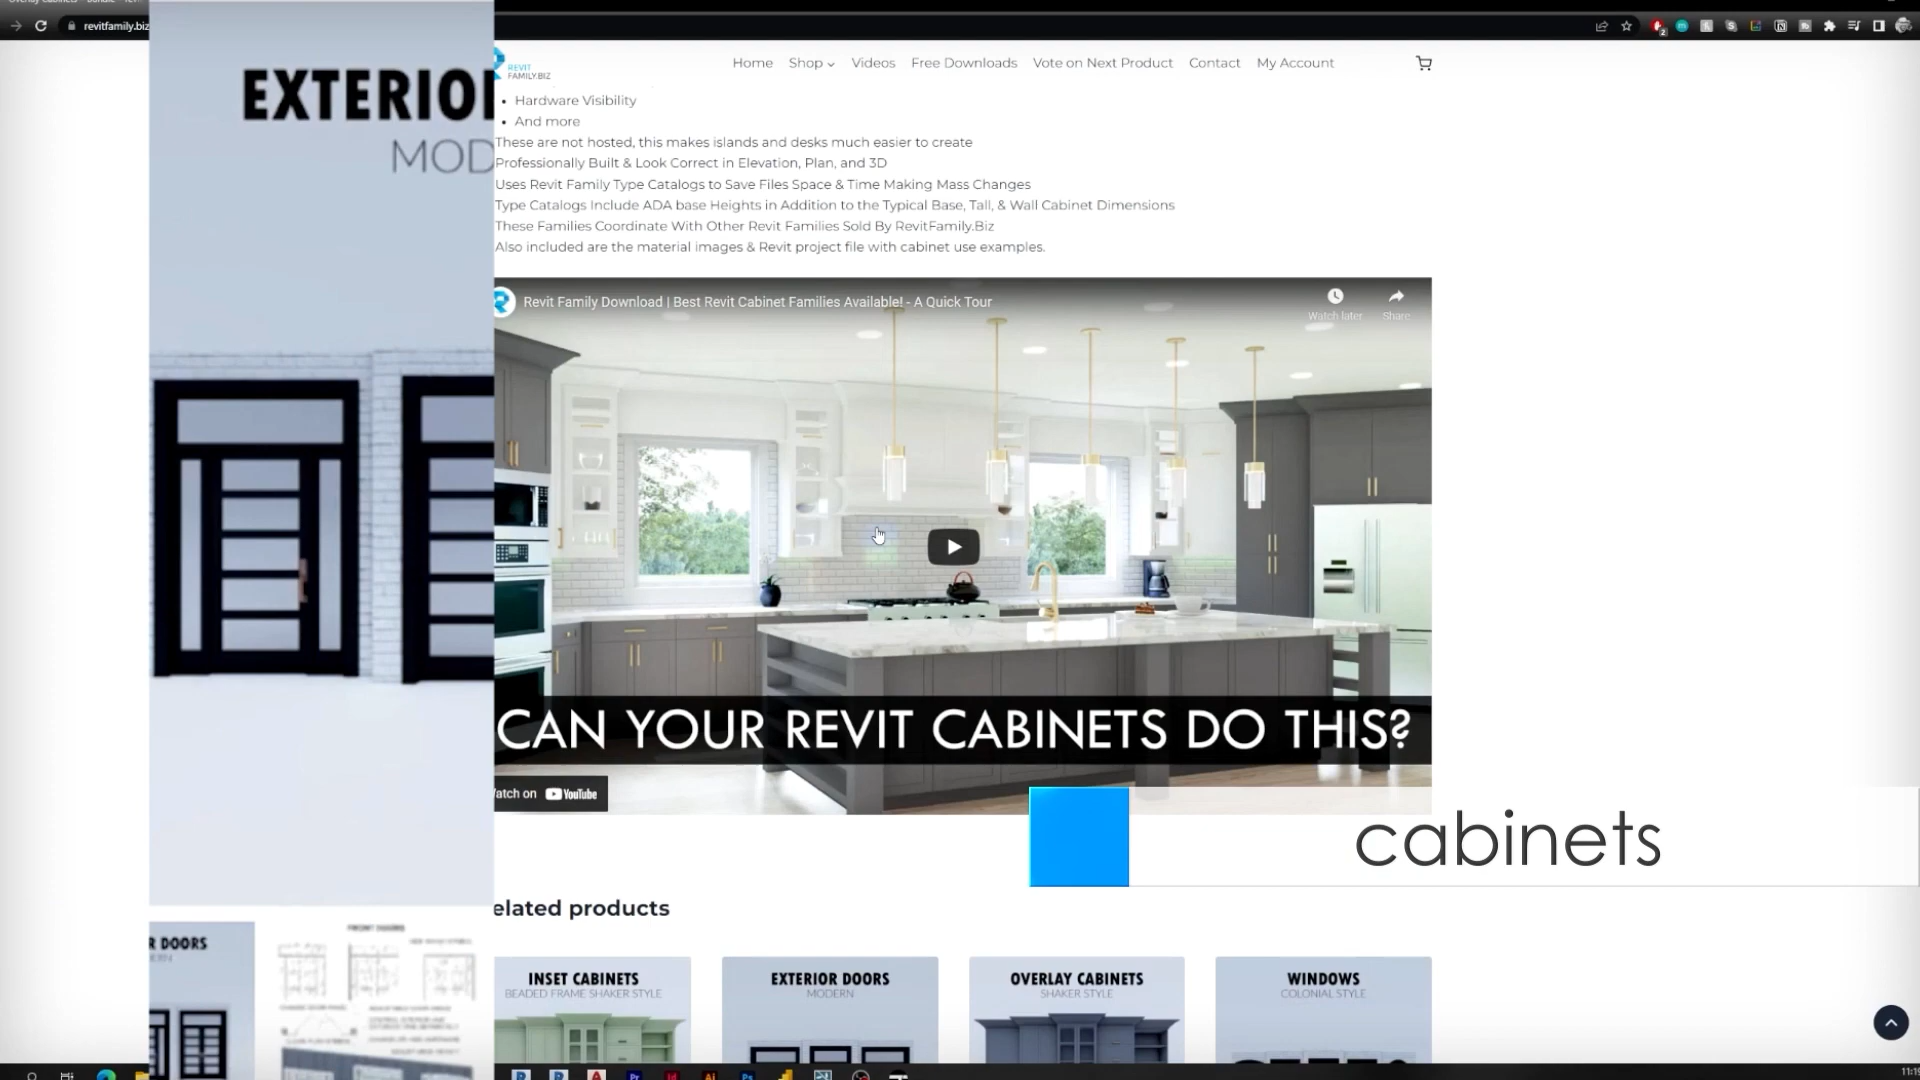 revitfamily.biz
REVIT
FAMILY.BIZ
Home Shop Videos Free Downloads Vote on Next Product Contact My Account
EXTERIO
MOD
Hardware Visibility
And more
These are not hosted, this makes islands and desks much easier to create
Professionally Built & Look Correct in Elevation, Plan, and 3D
Uses Revit Family Type Catalogs to Save Files Space & Time Making Mass Changes
Type Catalogs Include ADA base Heights in Addition to the Typical Base, Tall, & Wall Cabinet Dimensions
These Families Coordinate With Other Revit Families Sold By RevitFamily.Biz
Also included are the material images & Revit project file with cabinet use examples.
Revit Family Download | Best Revit Cabinet Families Available! - A Quick Tour
Watch later Share
CAN YOUR REVIT CABINETS DO THIS?
atch on YouTube
cabinets
elated products
R DOORS
FRONT DOORS
INSET CABINETS
BEADED FRAME SHAKER STYLE
EXTERIOR DOORS
MODERN
OVERLAY CABINETS
SHAKER STYLE
WINDOWS
COLONIAL STYLE
11:19